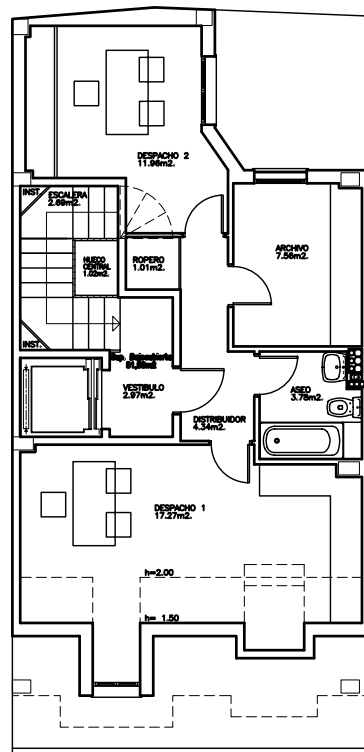 DESPACHO 2
11.96m2.
INST.
ESCALERA
2.69m2.
HUECO
CENTRAL
1.02m2.
ROPERO
1.01m2.
ARCHIVO
7.56m2.
INST.
VESTIBULO
2.97m2.
ASEO
3.78m2.
DISTRIBUIDOR
4.34m2.
DESPACHO 1
17.27m2.
h=2.00
h= 1.50